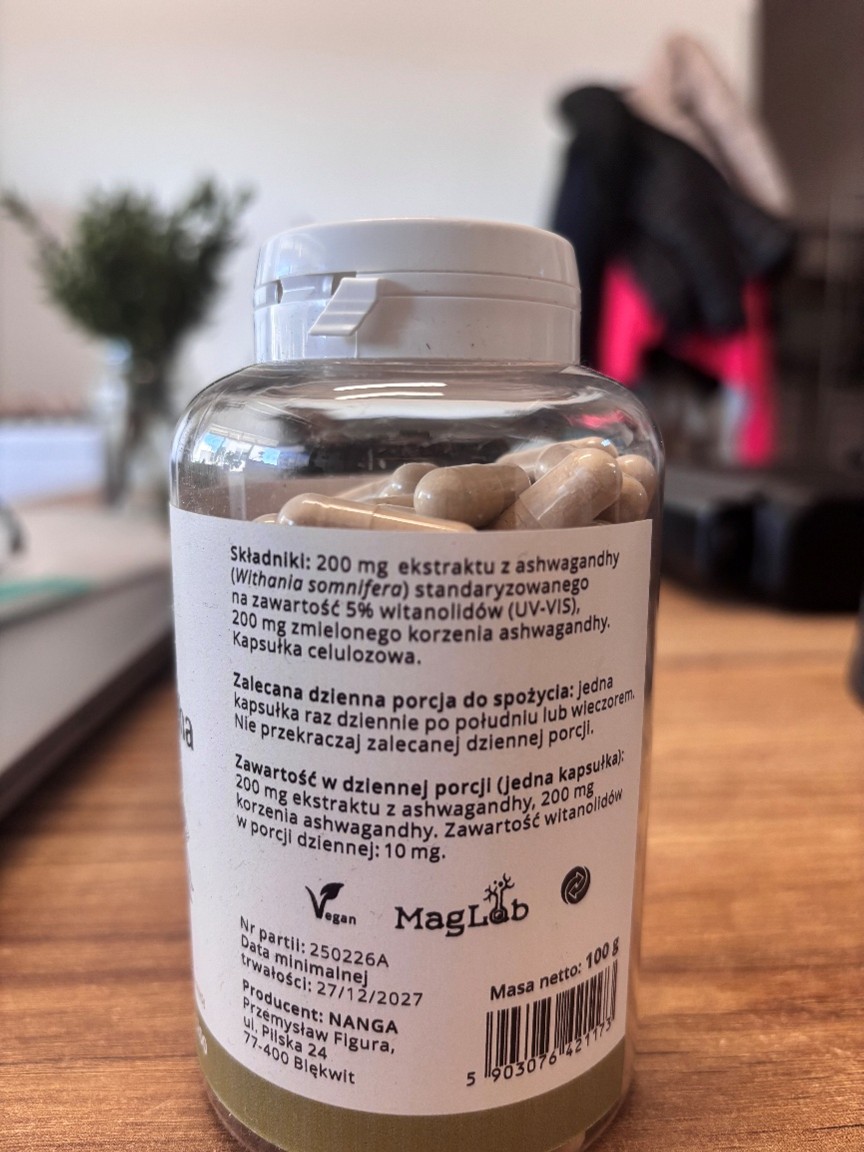 Składniki: 200 mg ekstraktu z ashwagandhy
(Withania somnifera) standaryzowanego
na zawartość 5% witanolidów (UV-VIS),
200 mg zmielonego korzenia ashwagandhy.
Kapsułka celulozowa.
Zalecana dzienna porcja do spożycia: jedna
kapsułka raz dziennie po południu lub wieczorem.
Nie przekraczaj zalecanej dziennej porcji.
Zawartość w dziennej porcji (jedna kapsułka):
200 mg ekstraktu z ashwagandhy, 200 mg
korzenia ashwagandhy. Zawartość witanolidów
w porcji dziennej: 10 mg.
Vegan
MagLab
Nr partii: 250226A
Data minimalnej
trwałości: 27/12/2027
Producent: NANGA
Przemysław Figura,
ul. Pilska 24
77-400 Blękwit
Masa netto: 100 g
5 903076 421173